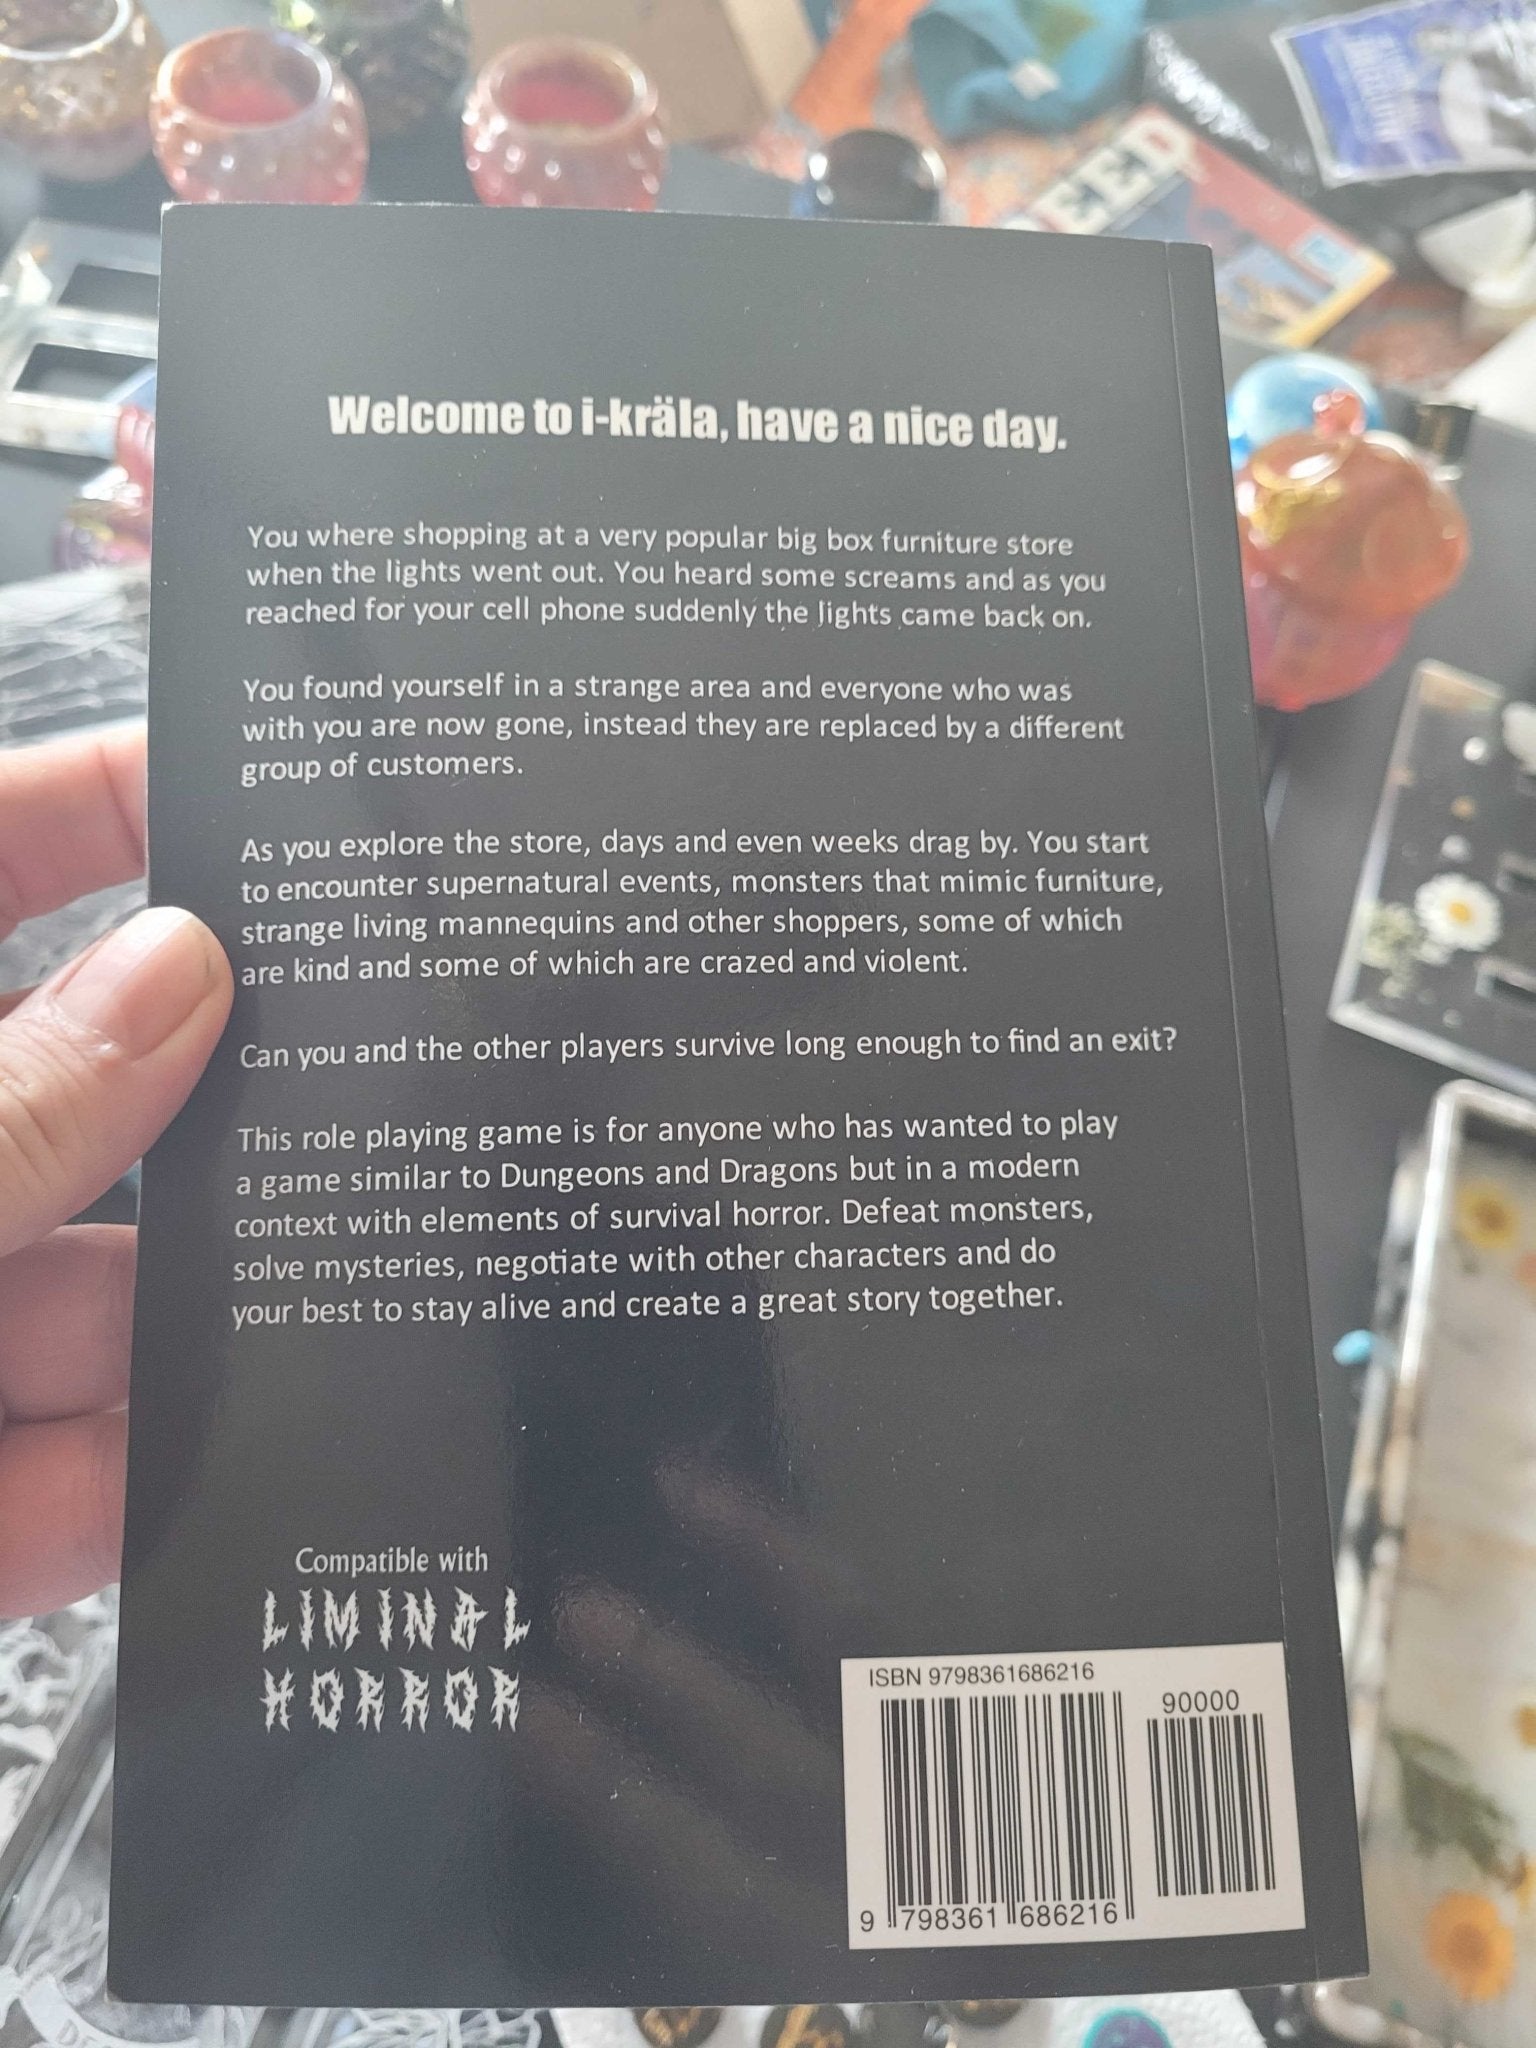 Welcome to i-kräla, have a nice day.
You where shopping at a very popular big box furniture store
when the lights went out. You heard some screams and as you
reached for your cell phone suddenly the lights came back on.
You found yourself in a strange area and everyone who was
with you are now gone, instead they are replaced by a different
group of customers.
As you explore the store, days and even weeks drag by. You start
to encounter supernatural events, monsters that mimic furniture,
strange living mannequins and other shoppers, some of which
are kind and some of which are crazed and violent.
Can you and the other players survive long enough to find an exit?
This role playing game is for anyone who has wanted to play
a game similar to Dungeons and Dragons but in a modern
context with elements of survival horror. Defeat monsters,
solve mysteries, negotiate with other characters and do
your best to stay alive and create a great story together.
Compatible with
LIMINAL
HORROR
ISBN 9798361686216
90000
9 798361 686216